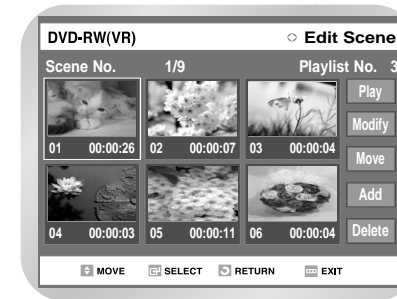 DVD-RW(VR) Edit Scene
Scene No. 1/9 Playlist No. 3
Play
Modify
01 00:00:26 02 00:00:07 03 00:00:04
Move
Add
04 00:00:03 05 00:00:11 06 00:00:04 Delete
MOVE SELECT RETURN EXIT